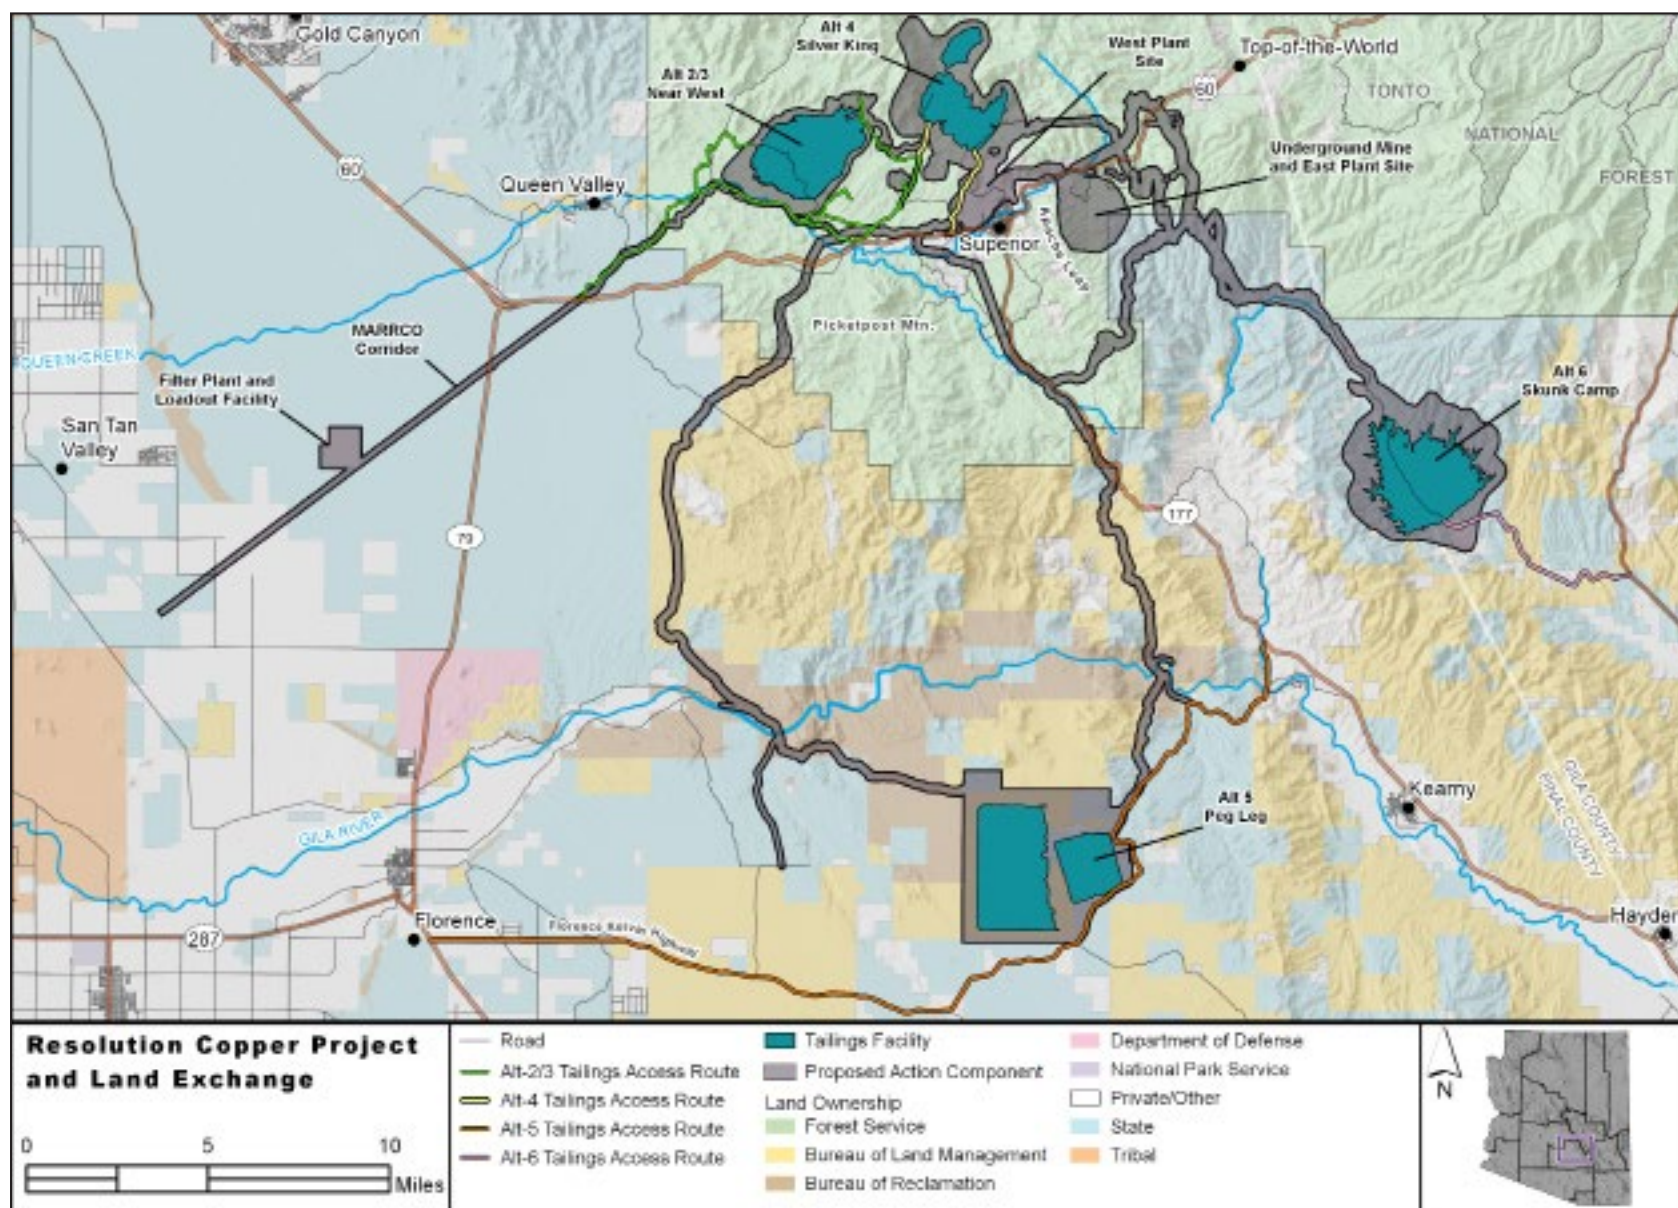 Gold Canyon
Alt 4
Silver King
West Plant
Site
Top-of-the-World
Alt 2/3
Near West
60
TONTO
NATIONAL
FOREST
60
Underground Mine
and East Plant Site
Queen Valley
Superior
Apache Leap
MARRCO
Corridor
Picketpost Mtn.
QUEEN CREEK
Filter Plant and
Loadout Facility
Alt 6
Skunk Camp
San Tan
Valley
79
177
Kearny
GILA COUNTY
PINAL COUNTY
Alt 5
Peg Leg
GILA RIVER
Hayden
Florence
287
Florence Kelvin Highway
Resolution Copper Project
and Land Exchange
0 5 10
Miles
Road
Alt-2/3 Tailings Access Route
Alt-4 Tailings Access Route
Alt-5 Tailings Access Route
Alt-6 Tailings Access Route
Tailings Facility
Proposed Action Component
Land Ownership
Forest Service
Bureau of Land Management
Bureau of Reclamation
Department of Defense
National Park Service
Private/Other
State
Tribal
N